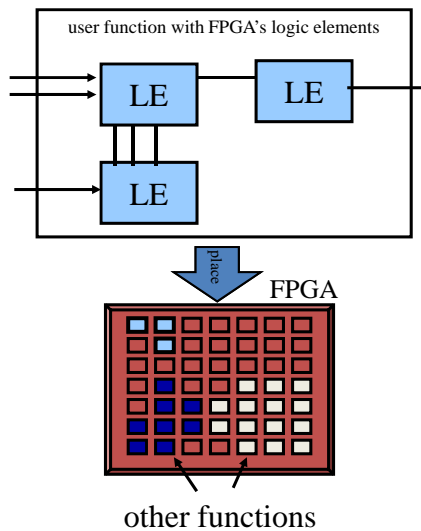 user function with FPGA's logic elements
LE
LE
LE
place
FPGA
other functions